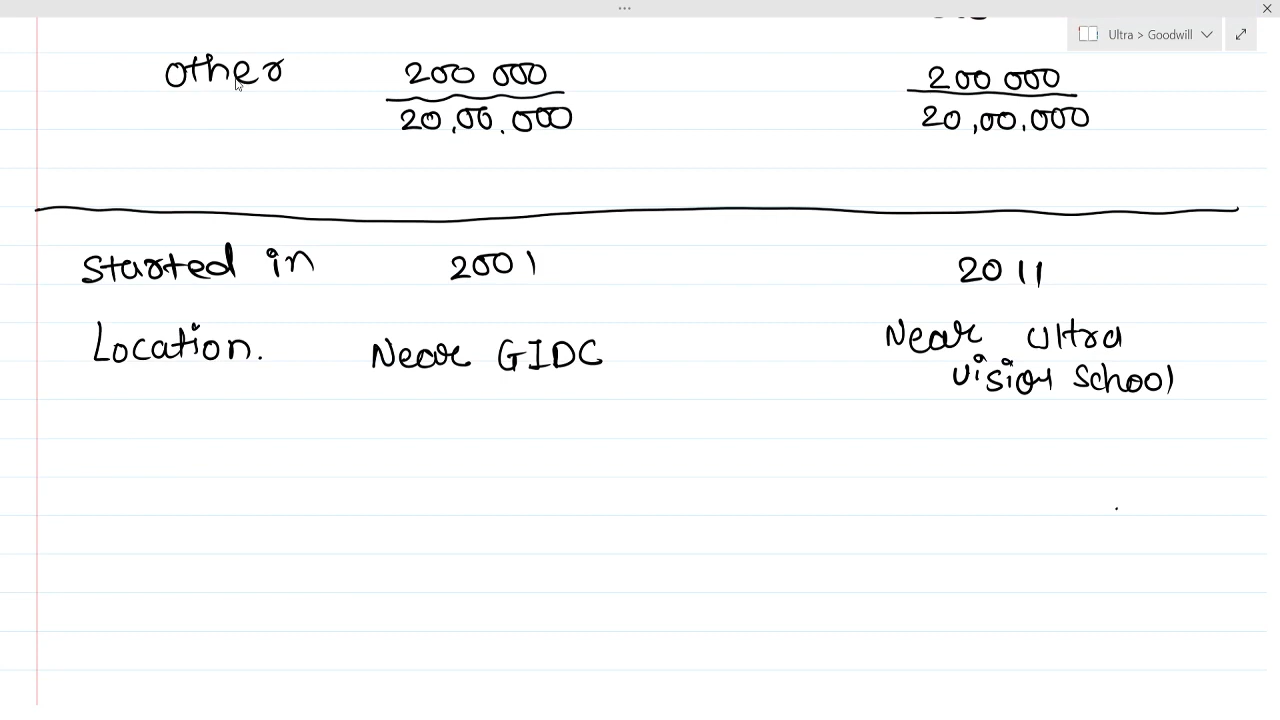 Ultra > Goodwill
other 200 000 200 000
20,00,000 20,00,000
Started in 2001 2011
Location. Near GIDC Near Ultra
vision School